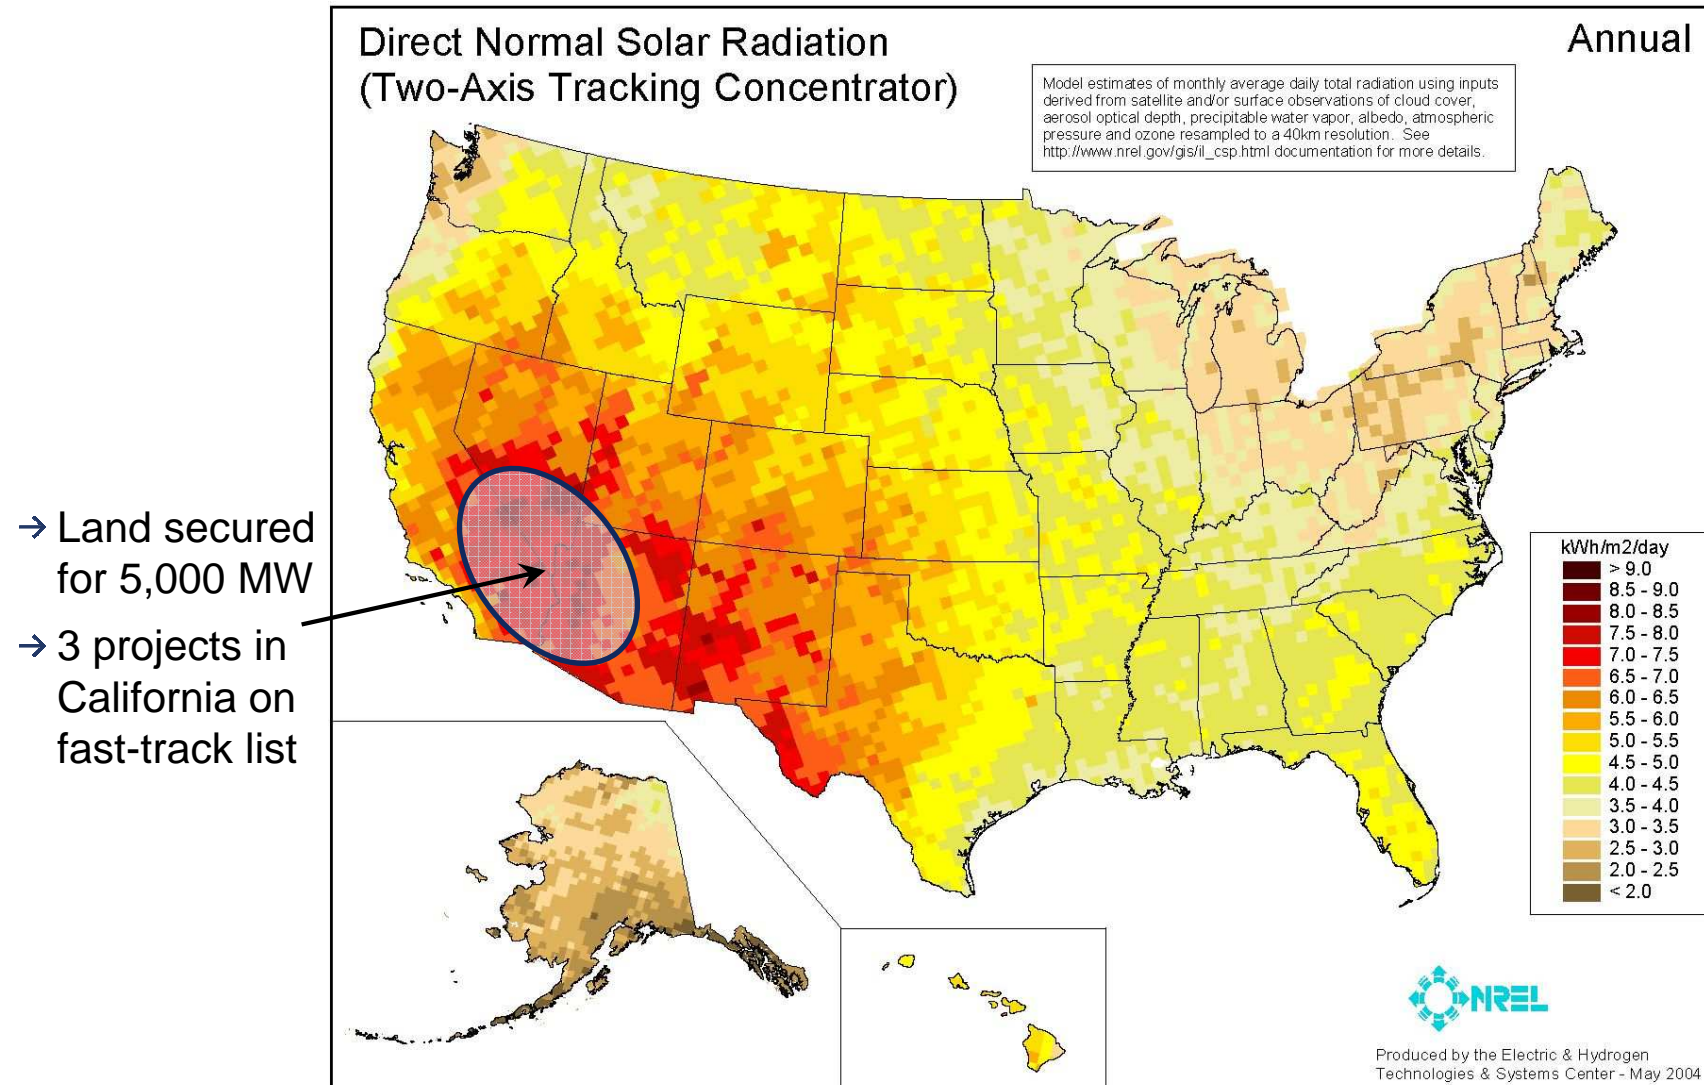 Direct Normal Solar Radiation
(Two-Axis Tracking Concentrator)
Annual
Model estimates of monthly average daily total radiation using inputs
derived from satellite and/or surface observations of cloud cover,
aerosol optical depth, precipitable water vapor, albedo, atmospheric
pressure and ozone resampled to a 40km resolution. See
http://www.nrel.gov/gis/il_csp.html documentation for more details.
→ Land secured
for 5,000 MW
→ 3 projects in
California on
fast-track list
kWh/m2/day
> 9.0
8.5 - 9.0
8.0 - 8.5
7.5 - 8.0
7.0 - 7.5
6.5 - 7.0
6.0 - 6.5
5.5 - 6.0
5.0 - 5.5
4.5 - 5.0
4.0 - 4.5
3.5 - 4.0
3.0 - 3.5
2.5 - 3.0
2.0 - 2.5
< 2.0
NREL
Produced by the Electric & Hydrogen
Technologies & Systems Center - May 2004